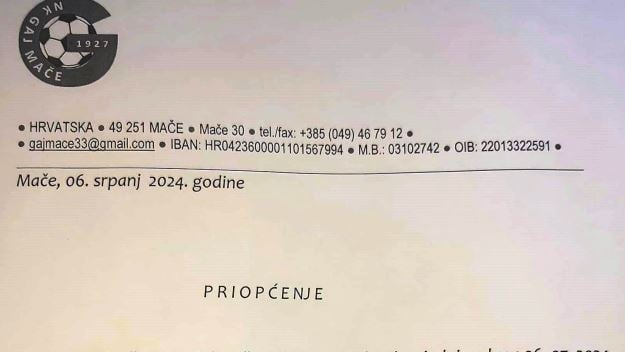 NK GAJ MAČE
1927
• HRVATSKA • 49 251 MAČE • Mače 30 • tel./fax: +385 (049) 46 79 12 •
• gajmace33@gmail.com • IBAN: HR0423600001101567994 • M.B.: 03102742 • OIB: 22013322591 •
Mače, 06. srpanj 2024. godine
PRIOPĆENJE